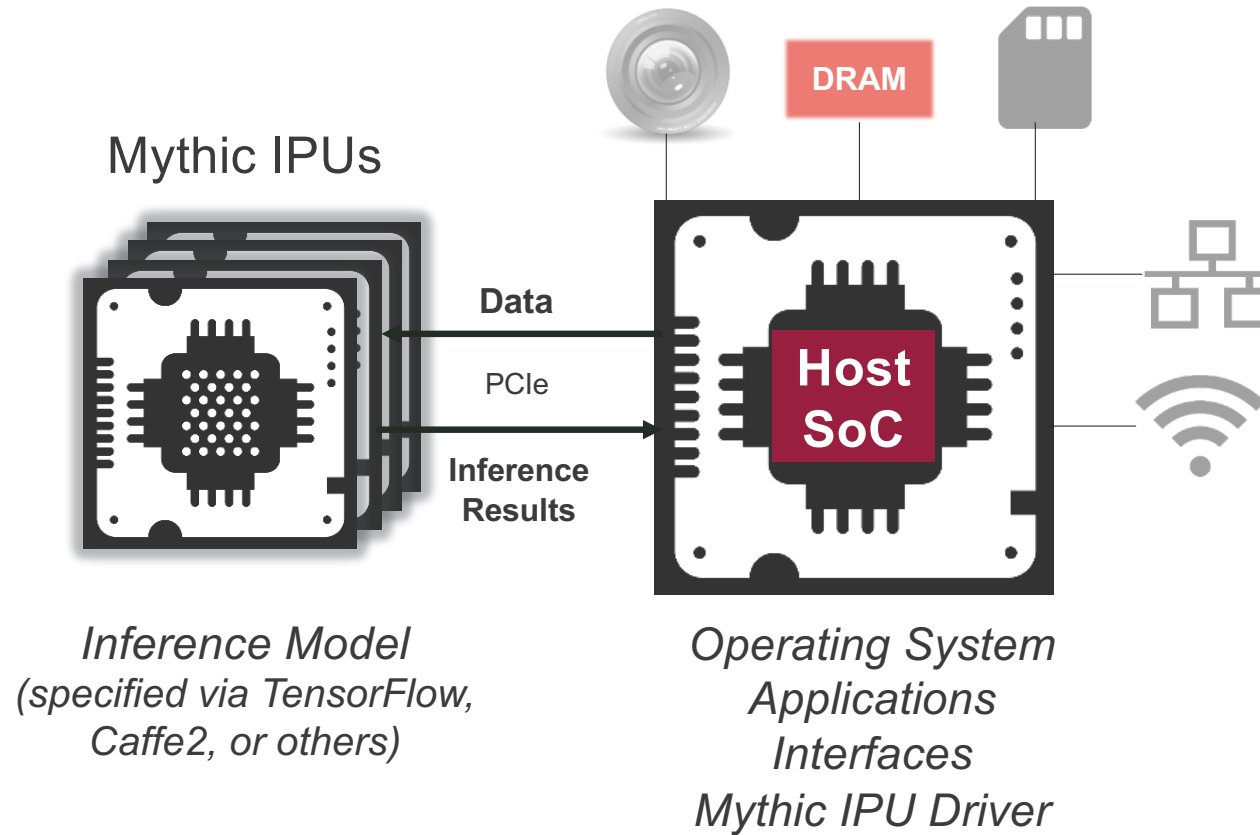 DRAM
Mythic IPUs
Data
PCIe
Inference
Results
Host
SoC
Inference Model
(specified via TensorFlow,
Caffe2, or others)
Operating System
Applications
Interfaces
Mythic IPU Driver